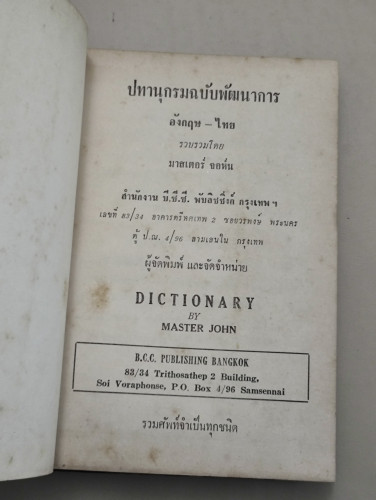 ปทานุกรมฉบับพัฒนาการ
อังกฤษ – ไทย
รวบรวมโดย
มาสเตอร์ จอห์น
สำนักงาน บี.ซี.ซี. พับลิชชิ่งค์ กรุงเทพ ฯ
เลขที่ ๘๓/๓๔ อาคารตรีทศเทพ 2 ซอยวรพงษ์ พระนคร
ตู้ ป.ณ. ๔/๙๖ สามเสนใน กรุงเทพ
ผู้จัดพิมพ์ และจัดจำหน่าย
DICTIONARY
BY
MASTER JOHN
B.C.C. PUBLISHING BANGKOK
83/34 Trithosathep 2 Building,
Soi Voraphonse, P.O. Box 4/96 Samsennai
รวมศัพท์จำเป็นทุกชนิด